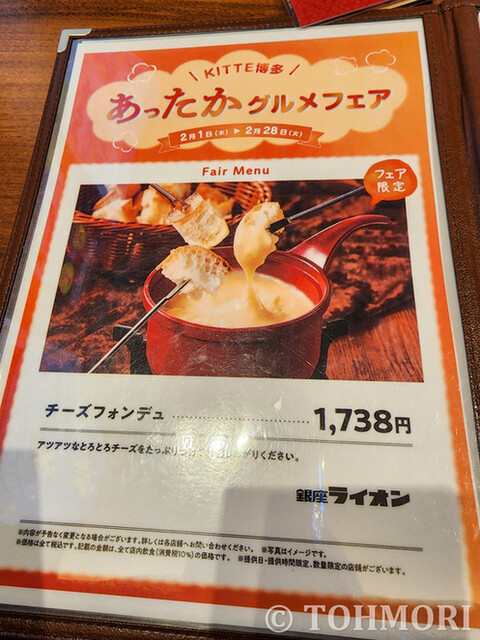 KITTE博多
あったかグルメフェア
2月1日(水)▶2月28日(火)
Fair Menu
フェア
限定
チーズフォンデュ 1,738円
アツアツなとろとろチーズをたっぷり がりください。
銀座ライオン
※内容が予告なく変更となる場合がございます。詳しくは各店舗へお問い合わせください。 ※写真はイメージです。
※価格は全て税込です。記載の金額は、全て店内飲食(消費税10%)の価格です。 ※提供日・提供時間限定、数量限定の店舗がございます。
© TOHMORI